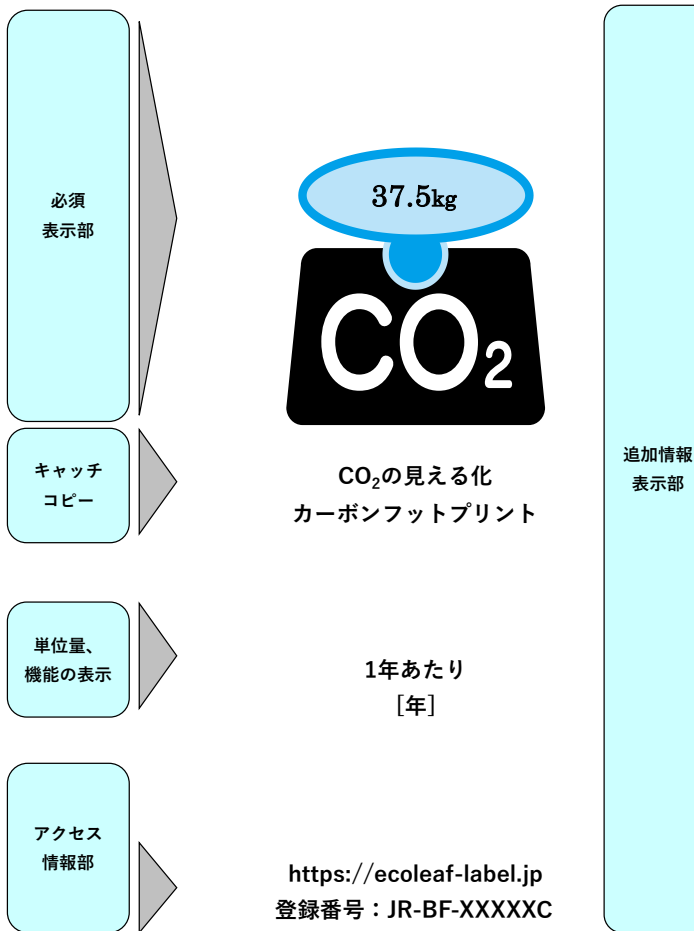 必須
表示部
37.5kg
CO2
キャッチ
コピー
CO₂の見える化
カーボンフットプリント
追加情報
表示部
単位量、
機能の表示
1年あたり
[年]
アクセス
情報部
https://ecoleaf-label.jp
登録番号：JR-BF-XXXXXC